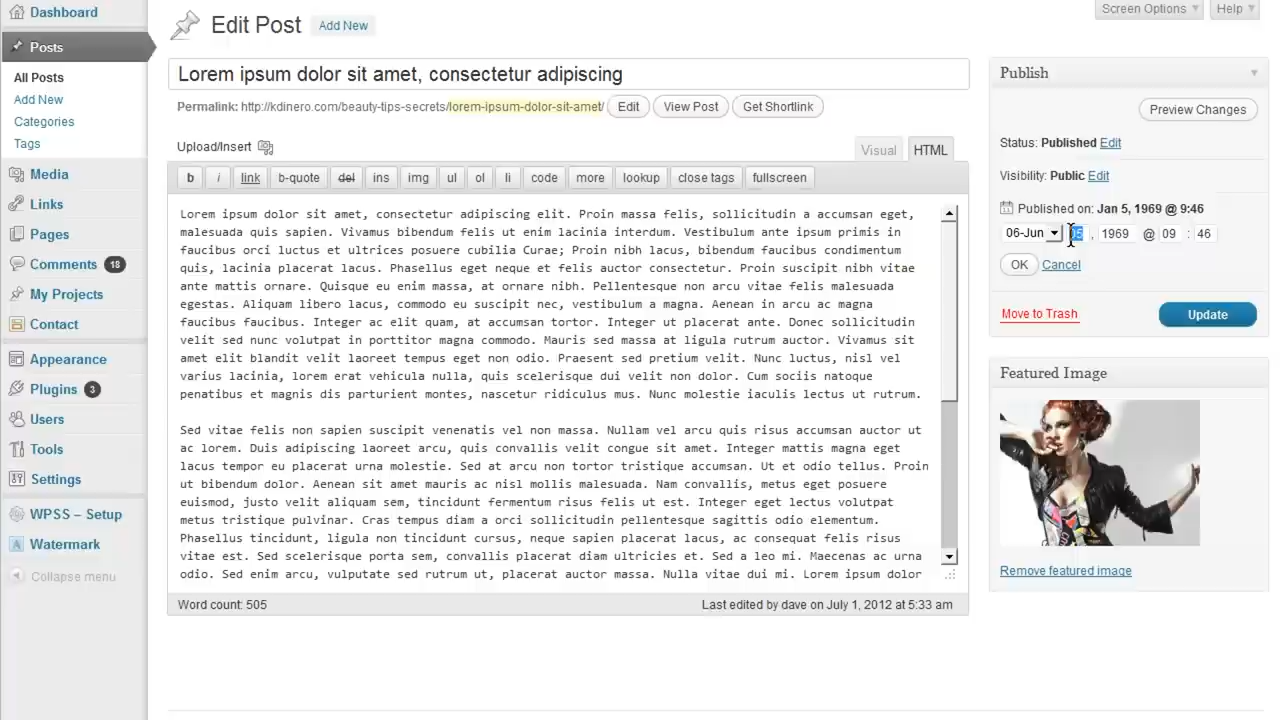 Dashboard
Posts
All Posts
Add New
Categories
Tags
Media
Links
Pages
Comments 18
My Projects
Contact
Appearance
Plugins 3
Users
Tools
Settings
WPSS – Setup
Watermark
Collapse menu
Screen Options
Help
Edit Post Add New
Lorem ipsum dolor sit amet, consectetur adipiscing
Permalink: http://kdinero.com/beauty-tips-secrets/lorem-ipsum-dolor-sit-amet/ Edit View Post Get Shortlink
Upload/Insert
Visual HTML
b i link b-quote del ins img ul ol li code more lookup close tags fullscreen
Lorem ipsum dolor sit amet, consectetur adipiscing elit. Proin massa felis, sollicitudin a accumsan eget,
malesuada quis sapien. Vivamus bibendum felis ut enim lacinia interdum. Vestibulum ante ipsum primis in
faucibus orci luctus et ultrices posuere cubilia Curae; Proin nibh lacus, bibendum faucibus condimentum
quis, lacinia placerat lacus. Phasellus eget neque et felis auctor consectetur. Proin suscipit nibh vitae
ante mattis ornare. Quisque eu enim massa, at ornare nibh. Pellentesque non arcu vitae felis malesuada
egestas. Aliquam libero lacus, commodo eu suscipit nec, vestibulum a magna. Aenean in arcu ac magna
faucibus faucibus. Integer ac elit quam, at accumsan tortor. Integer ut placerat ante. Donec sollicitudin
velit sed nunc volutpat in porttitor magna commodo. Mauris sed massa at ligula rutrum auctor. Vivamus sit
amet elit blandit velit laoreet tempus eget non odio. Praesent sed pretium velit. Nunc luctus, nisl vel
varius lacinia, lorem erat vehicula nulla, quis scelerisque dui velit non dolor. Cum sociis natoque
penatibus et magnis dis parturient montes, nascetur ridiculus mus. Nunc molestie iaculis lectus ut rutrum.
Sed vitae felis non sapien suscipit venenatis vel non massa. Nullam vel arcu quis risus accumsan auctor ut
ac lorem. Duis adipiscing laoreet arcu, quis convallis velit congue sit amet. Integer mattis magna eget
lacus tempor eu placerat urna molestie. Sed at arcu non tortor tristique accumsan. Ut et odio tellus. Proin
ut bibendum dolor. Aenean sit amet mauris ac nisl mollis malesuada. Nam convallis, metus eget posuere
euismod, justo velit aliquam sem, tincidunt fermentum risus felis ut est. Integer eget lectus volutpat
metus tristique pulvinar. Cras tempus diam a orci sollicitudin pellentesque sagittis odio elementum.
Phasellus tincidunt, ligula non tincidunt cursus, neque sapien placerat lacus, ac consequat felis risus
vitae est. Sed scelerisque porta sem, convallis placerat diam ultricies et. Sed a leo mi. Maecenas ac urna
odio. Sed enim arcu, vulputate sed rutrum ut, placerat auctor massa. Nulla vitae dui mi. Lorem ipsum dolor
Word count: 505
Last edited by dave on July 1, 2012 at 5:33 am
Publish
Preview Changes
Status: Published Edit
Visibility: Public Edit
Published on: Jan 5, 1969 @ 9:46
06-Jun 05 , 1969 @ 09 : 46
OK Cancel
Move to Trash
Update
Featured Image
Remove featured image